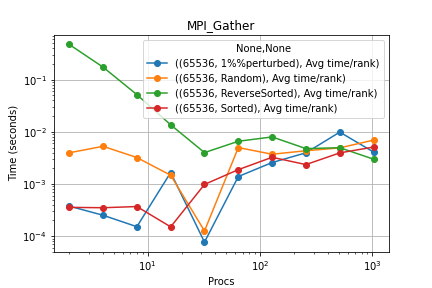 MPI_Gather
None,None
((65536, 1%%perturbed), Avg time/rank)
((65536, Random), Avg time/rank)
((65536, ReverseSorted), Avg time/rank)
((65536, Sorted), Avg time/rank)
Time (seconds)
10⁻¹
10⁻²
10⁻³
10⁻⁴
10¹
10²
10³
Procs